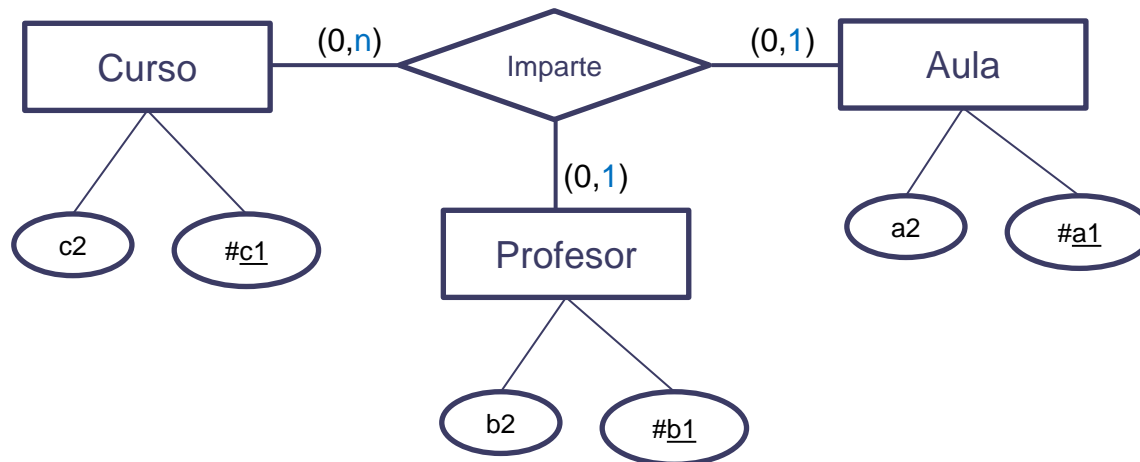 (0,n)
(0,1)
Curso
Imparte
Aula
(0,1)
c2
#c1
a2
#a1
Profesor
b2
#b1